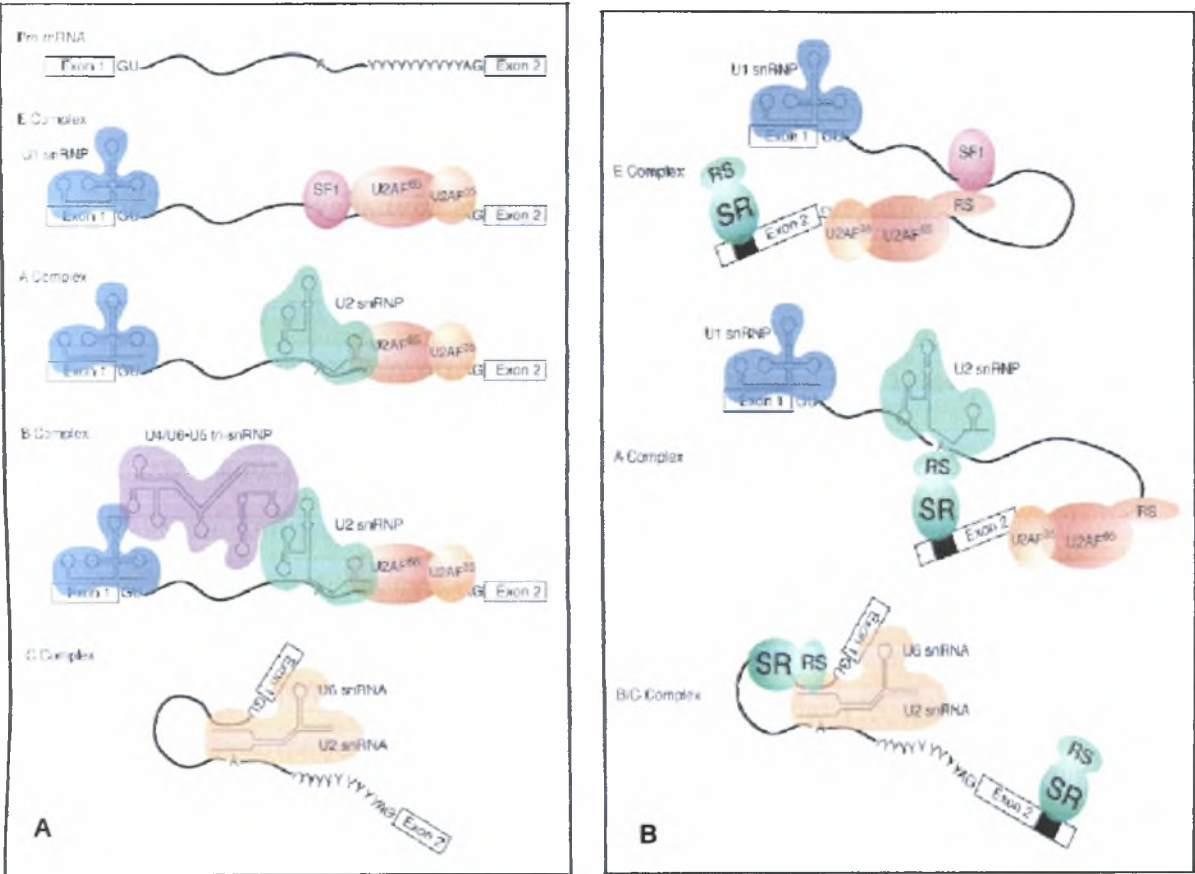 Pre mRNA
Exon 1 GU A YYYYYYYYYYAG Exon 2
E Complex
U1 snRNP
SF1 U2AF65 U2AF35
Exon 1 GU AG Exon 2
A Complex
U2 snRNP
U2AF65 U2AF35
Exon 1 GU A AG Exon 2
B Complex U4/U6•U5 tri-snRNP
U2 snRNP
U2AF65 U2AF35
Exon 1 GU A AG Exon 2
C Complex
Exon 1 GU
U6 snRNA
U2 snRNA
A YYYYYYYYAG Exon 2
A
U1 snRNP
Exon 1 GU
SF1
E Complex
RS
SR
Exon 2
U2AF35 U2AF65 RS
U1 snRNP
U2 snRNP
Exon 1 GU
A
A Complex
RS
SR
Exon 2
U2AF35 U2AF65 RS
Exon 1 GU
SR RS
U6 snRNA
B/C Complex
U2 snRNA
A YYYYYYYYAG Exon 2
RS
SR
B